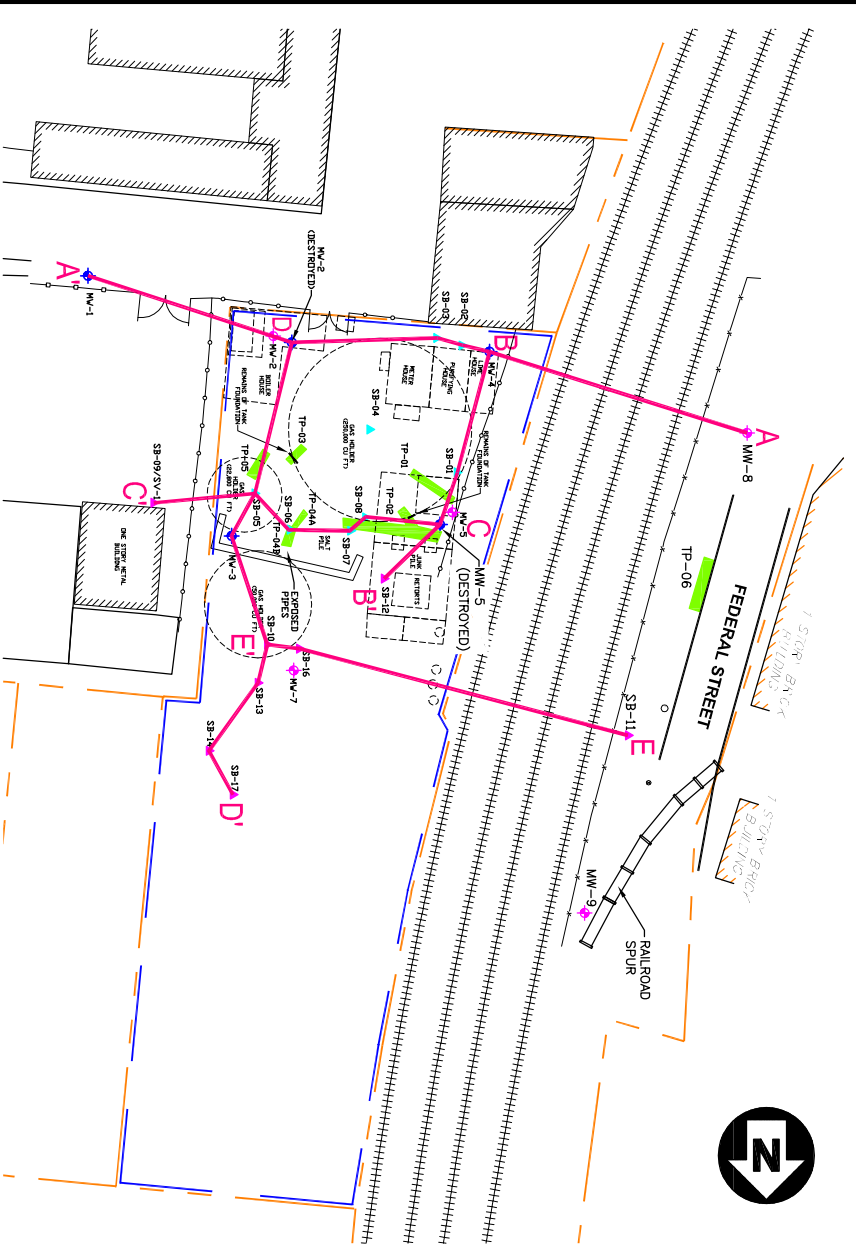 MW-2
(DESTROYED)
SB-03
SB-02
A'
MW-1
D
MW-2
B
MW-4
A
MW-8
LIME
HOUSE
PURIFYING
HOUSE
METER
HOUSE
BOILER
HOUSE
REMAINS OF TANK
FOUNDATION
SB-04
GAS HOLDER
(250,000 CU FT)
TP-03
TP-05
TP-01
SB-01
REMAINS OF TANK
FOUNDATION
SB-09/SV-1
C'
SB-05
SB-06
TP-04A
TP-04B
SB-08
SB-07
TP-02
C
MW-5
MW-5
(DESTROYED)
SALT
PILE
JUNK
PILE
RETORTS
SB-12
B'
MW-3
ONE STORY METAL
BUILDING
EXPOSED
PIPES
SB-10
E'
SB-16
MW-7
SB-13
SB-17
D'
TP-06
FEDERAL STREET
1 STORY BRICK
BUILDING
SB-11
E
1 STORY BRICK
BUILDING
MW-9
RAILROAD
SPUR
N